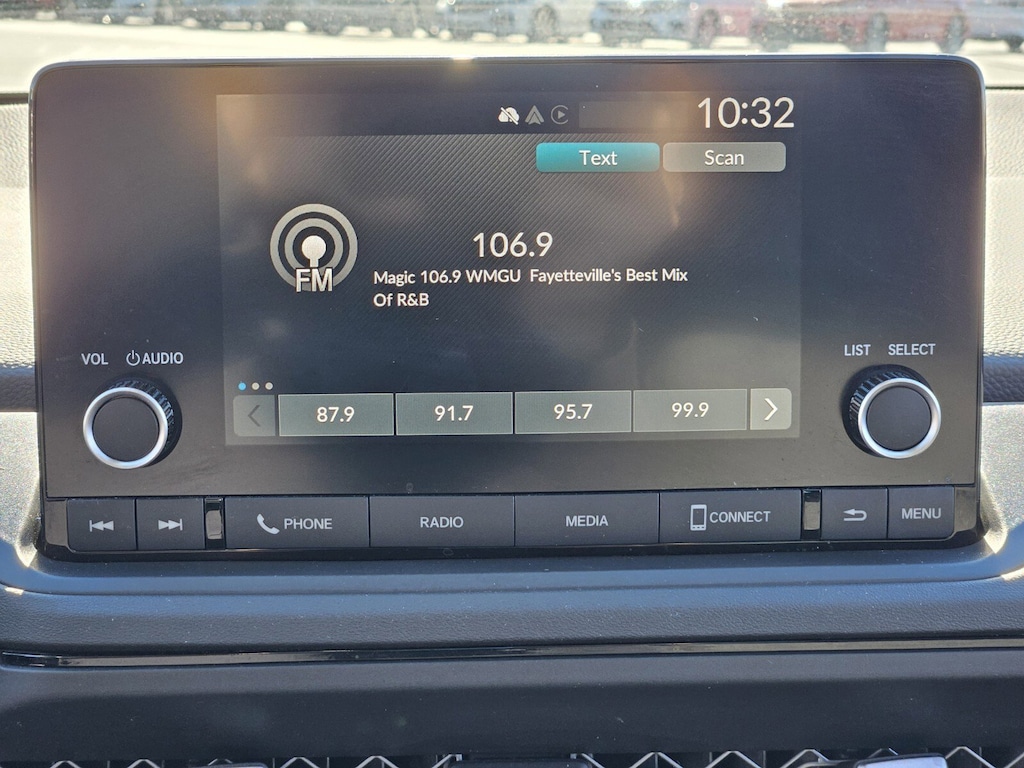 10:32
Text Scan
106.9
FM
Magic 106.9 WMGU Fayetteville's Best Mix
Of R&B
VOL AUDIO
LIST SELECT
87.9 91.7 95.7 99.9
PHONE RADIO MEDIA CONNECT MENU